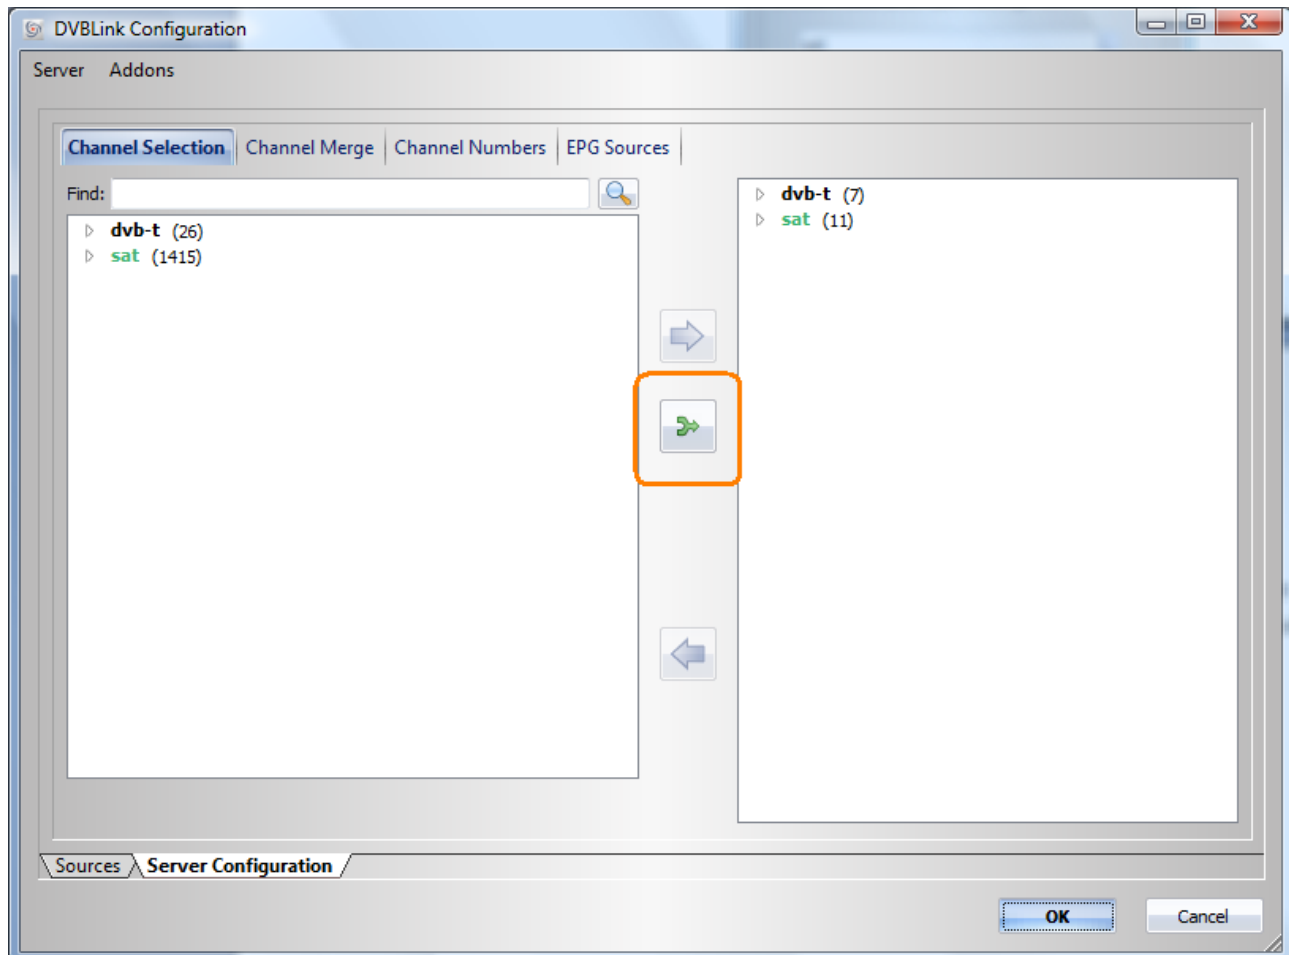 DVBLink Configuration
Server Addons
Channel Selection Channel Merge Channel Numbers EPG Sources
Find:
dvb-t (26)
sat (1415)
dvb-t (7)
sat (11)
Sources Server Configuration
OK Cancel